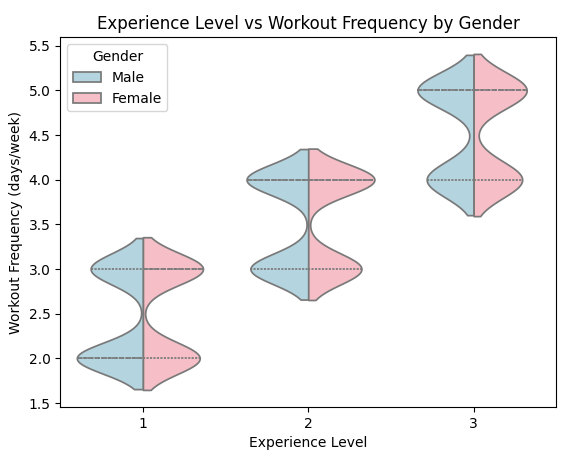 Experience Level vs Workout Frequency by Gender
Gender
Male
Female
Workout Frequency (days/week)
5.5
5.0
4.5
4.0
3.5
3.0
2.5
2.0
1.5
1
2
3
Experience Level